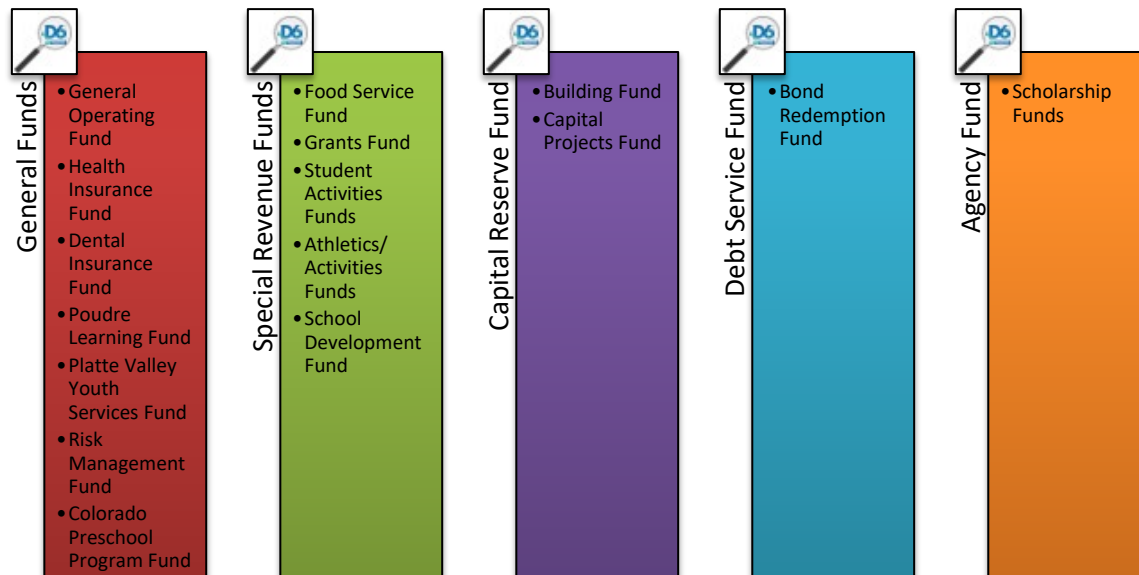 D6
General Funds
•General
Operating
Fund
•Health
Insurance
Fund
•Dental
Insurance
Fund
•Poudre
Learning Fund
•Platte Valley
Youth
Services Fund
•Risk
Management
Fund
•Colorado
Preschool
Program Fund
D6
Special Revenue Funds
•Food Service
Fund
•Grants Fund
•Student
Activities
Funds
•Athletics/
Activities
Funds
•School
Development
Fund
D6
Capital Reserve Fund
•Building Fund
•Capital
Projects Fund
D6
Debt Service Fund
•Bond
Redemption
Fund
D6
Agency Fund
•Scholarship
Funds